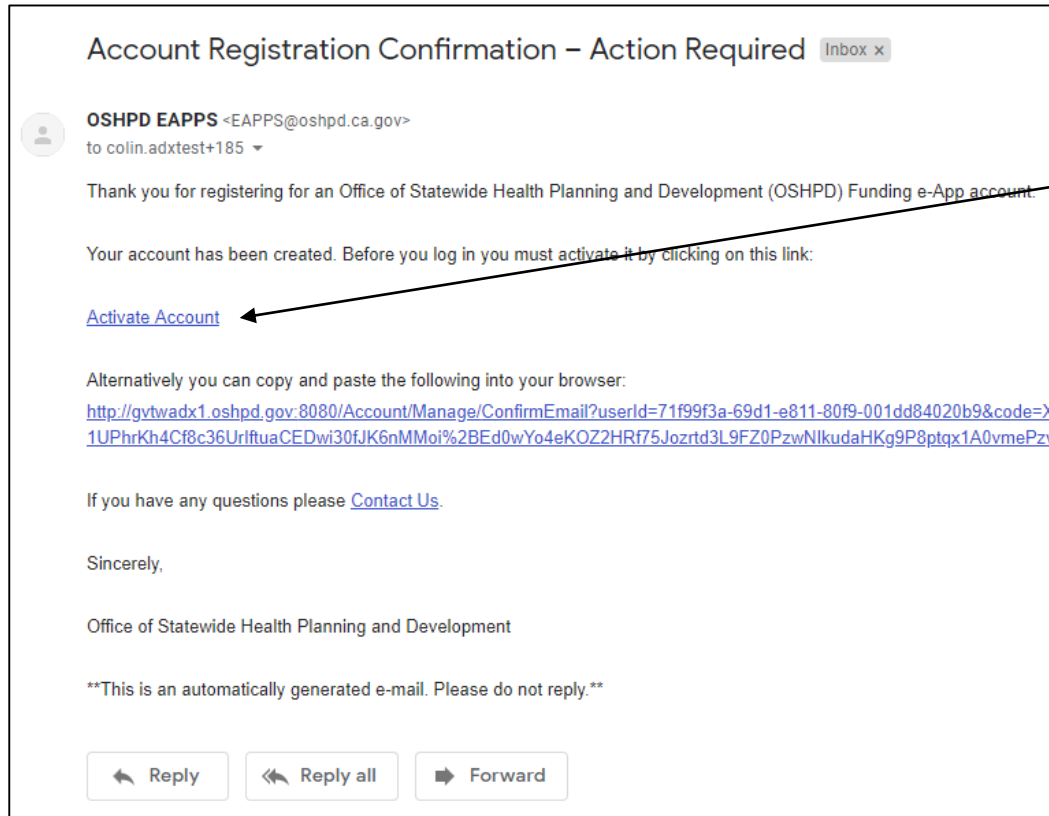 Account Registration Confirmation – Action Required Inbox x
OSHPD EAPPS <EAPPS@oshpd.ca.gov>
to colin.adxtest+185
Thank you for registering for an Office of Statewide Health Planning and Development (OSHPD) Funding e-App account.
Your account has been created. Before you log in you must activate it by clicking on this link:
Activate Account
Alternatively you can copy and paste the following into your browser:
http://gvtwadx1.oshpd.gov:8080/Account/Manage/ConfirmEmail?userId=71f99f3a-69d1-e811-80f9-001dd84020b9&code=X
1UPhrKh4Cf8c36UrlftuaCEDwi30fJK6nMMoi%2BEd0wYo4eKOZ2HRf75Jozrtd3L9FZ0PzwNlkudaHKg9P8ptqx1A0vmePzv
If you have any questions please Contact Us.
Sincerely,
Office of Statewide Health Planning and Development
**This is an automatically generated e-mail. Please do not reply.**
Reply Reply all Forward